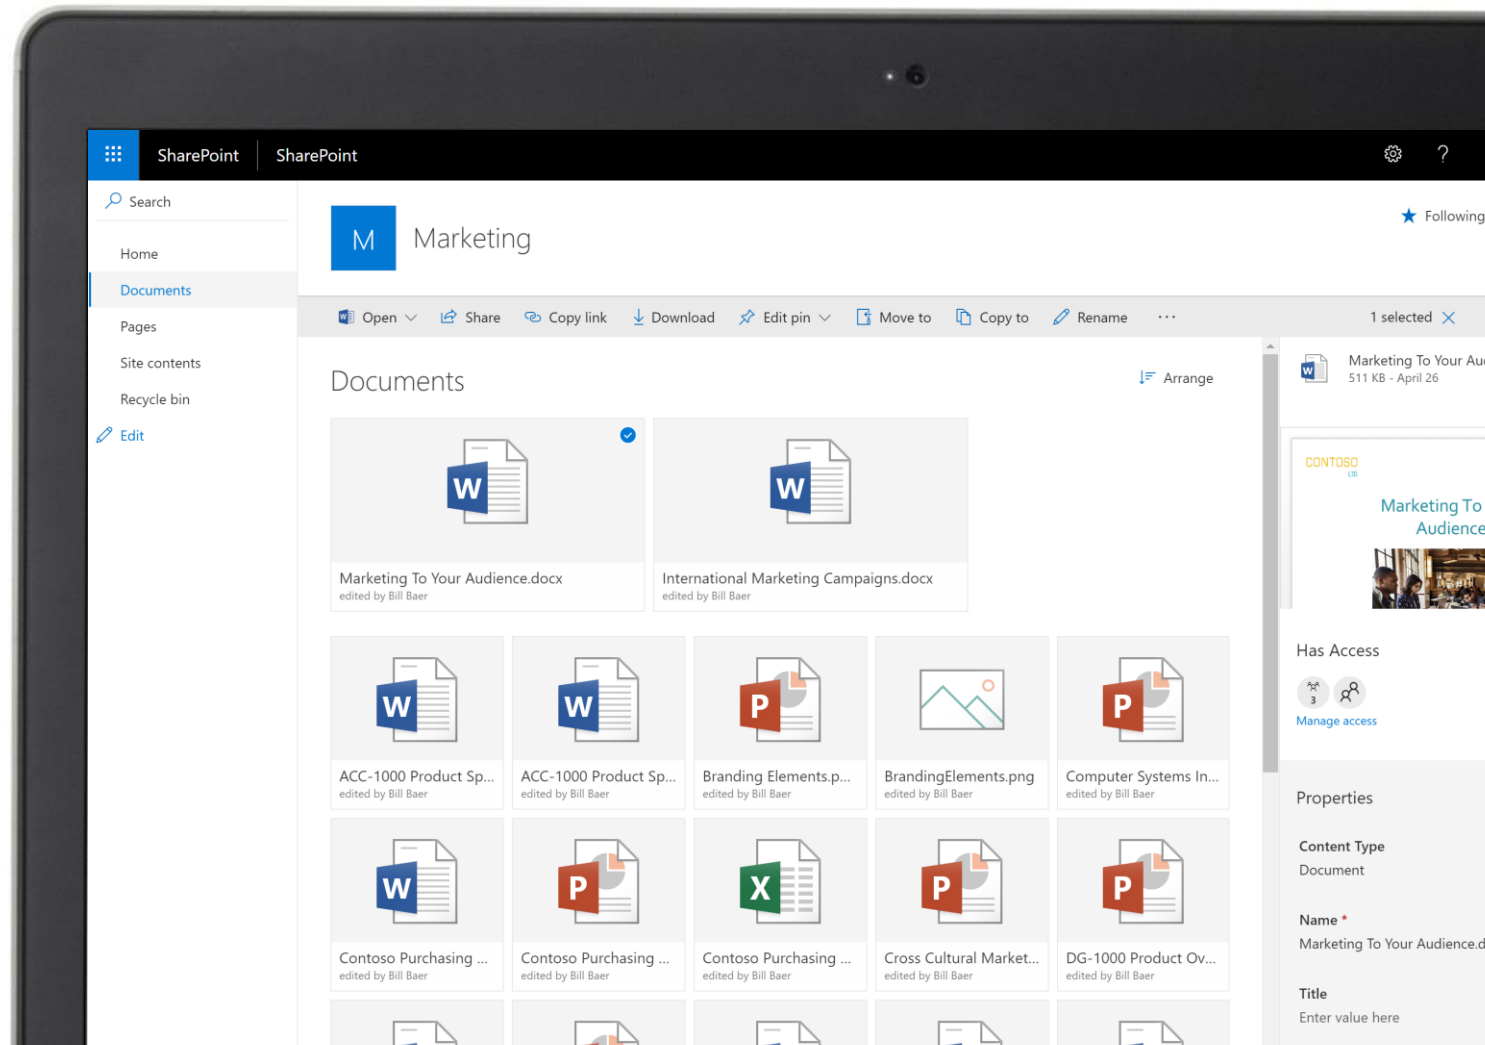 SharePoint
SharePoint
?
Search
Home
Documents
Pages
Site contents
Recycle bin
Edit
M
Marketing
Following
Open
Share
Copy link
Download
Edit pin
Move to
Copy to
Rename
...
1 selected
Documents
Arrange
W
Marketing To Your Audience.docx
edited by Bill Baer
W
International Marketing Campaigns.docx
edited by Bill Baer
W
ACC-1000 Product Sp...
edited by Bill Baer
W
ACC-1000 Product Sp...
edited by Bill Baer
P
Branding Elements.p...
edited by Bill Baer
BrandingElements.png
edited by Bill Baer
P
Computer Systems In...
edited by Bill Baer
W
Contoso Purchasing ...
edited by Bill Baer
P
Contoso Purchasing ...
edited by Bill Baer
X
Contoso Purchasing ...
edited by Bill Baer
P
Cross Cultural Market...
edited by Bill Baer
P
DG-1000 Product Ov...
edited by Bill Baer
W
Marketing To Your Au
511 KB - April 26
CONTOSO
LTD
Marketing To
Audience
Has Access
3
Manage access
Properties
Content Type
Document
Name *
Marketing To Your Audience.d
Title
Enter value here